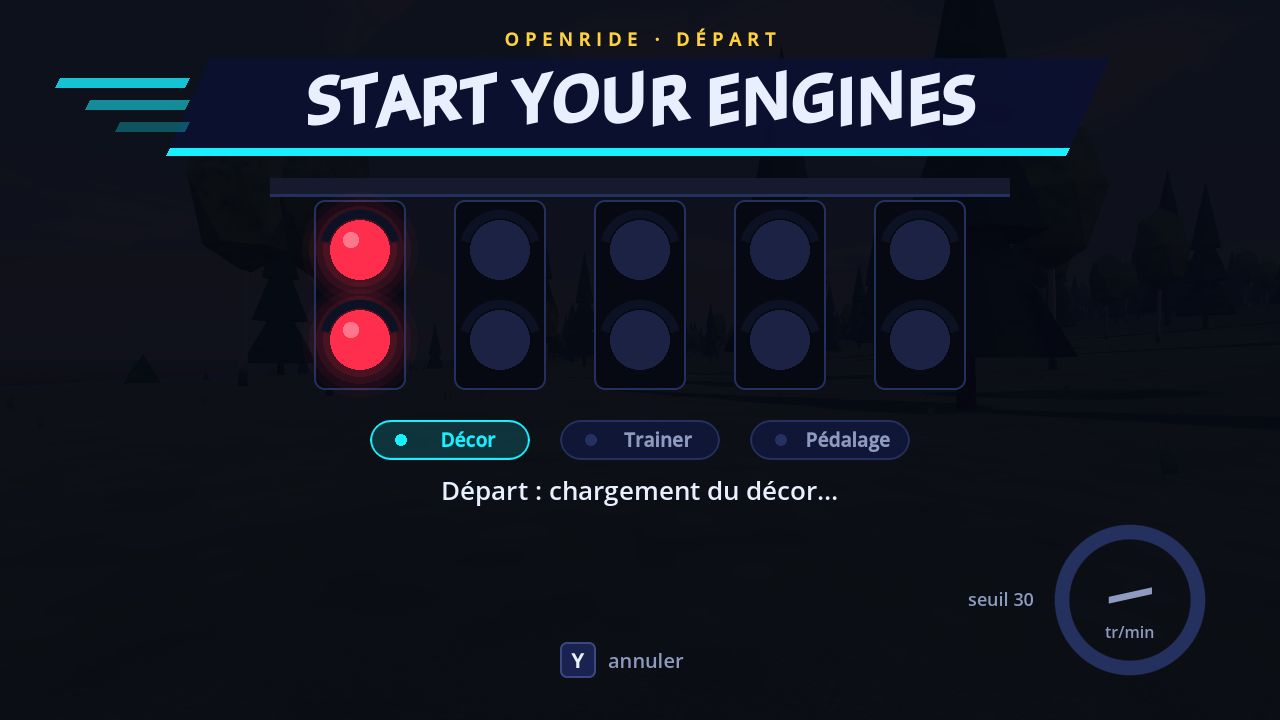 OPENRIDE · DÉPART
START YOUR ENGINES
Décor
Trainer
Pédalage
Départ : chargement du décor...
seuil 30
—
tr/min
Y annuler